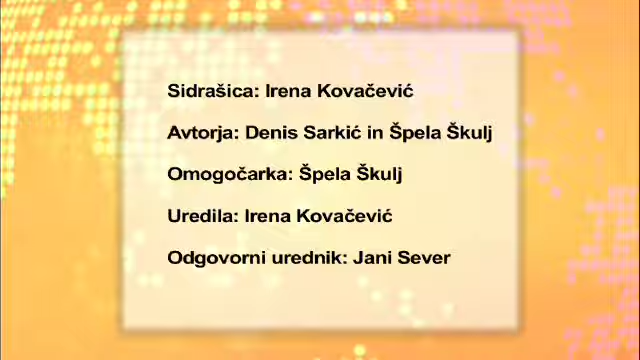 Sidrašica: Irena Kovačević
Avtorja: Denis Sarkić in Špela Škulj
Omogočarka: Špela Škulj
Uredila: Irena Kovačević
Odgovorni urednik: Jani Sever